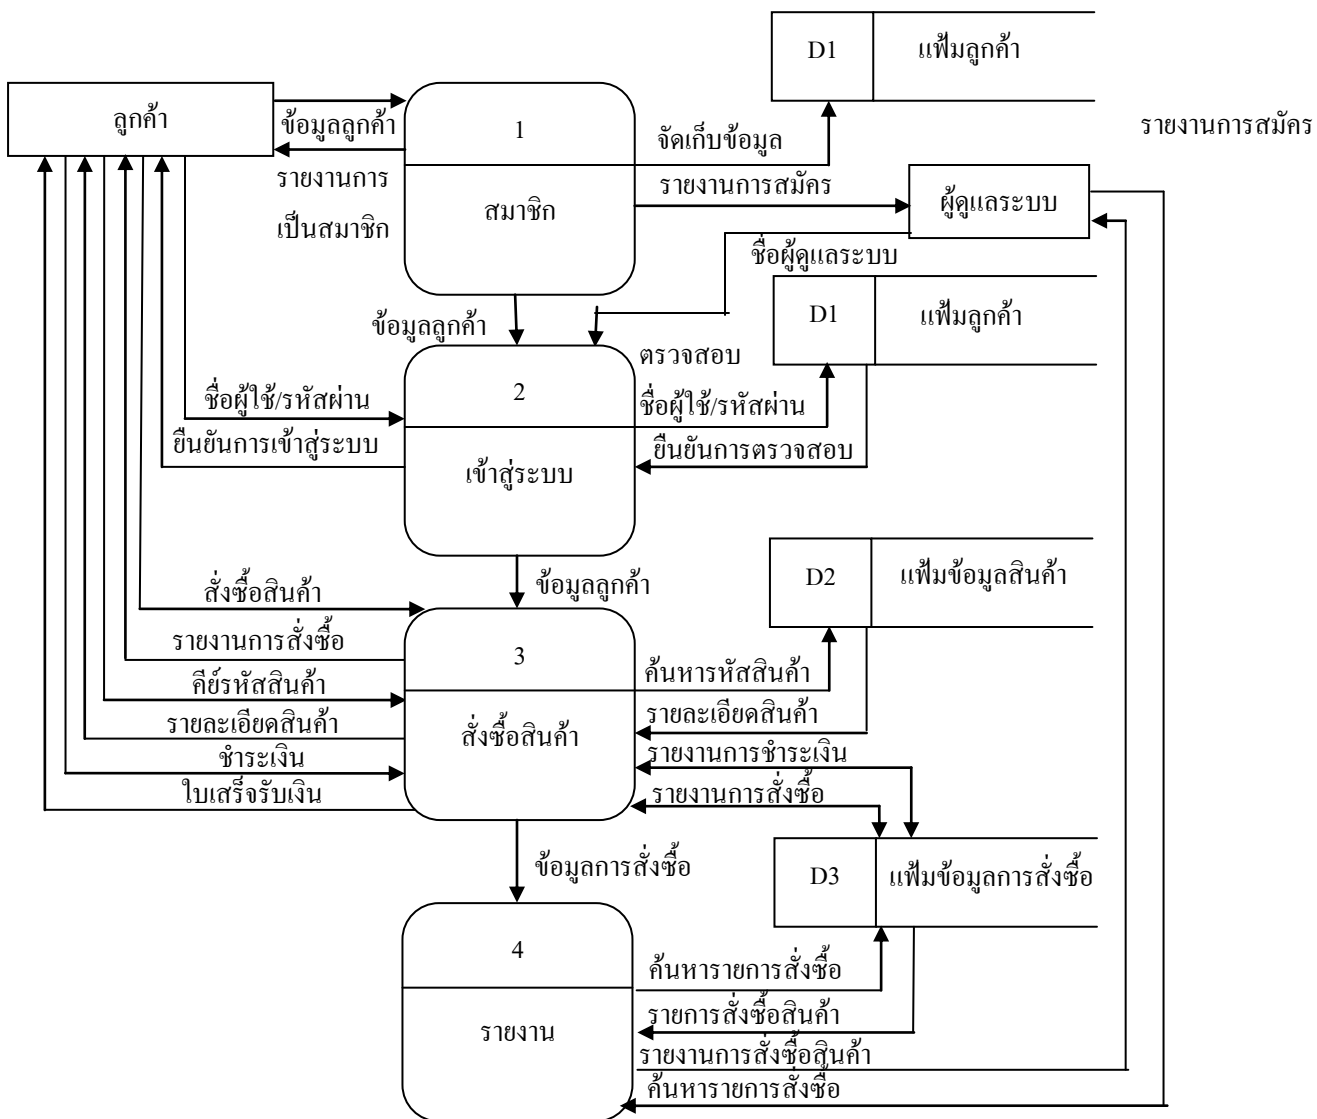 D1
แฟ้มลูกค้า
ลูกค้า
ข้อมูลลูกค้า
1
จัดเก็บข้อมูล
รายงานการสมัคร
รายงานการ
เป็นสมาชิก
สมาชิก
รายงานการสมัคร
ผู้ดูแลระบบ
ชื่อผู้ดูแลระบบ
ข้อมูลลูกค้า
D1
แฟ้มลูกค้า
ตรวจสอบ
2
ชื่อผู้ใช้/รหัสผ่าน
ชื่อผู้ใช้/รหัสผ่าน
ยืนยันการเข้าสู่ระบบ
ยืนยันการตรวจสอบ
เข้าสู่ระบบ
ข้อมูลลูกค้า
D2
แฟ้มข้อมูลสินค้า
สั่งซื้อสินค้า
รายงานการสั่งซื้อ
3
คีย์รหัสสินค้า
ค้นหารหัสสินค้า
รายละเอียดสินค้า
รายละเอียดสินค้า
สั่งซื้อสินค้า
ชำระเงิน
รายงานการชำระเงิน
ใบเสร็จรับเงิน
รายงานการสั่งซื้อ
ข้อมูลการสั่งซื้อ
D3
แฟ้มข้อมูลการสั่งซื้อ
4
ค้นหารายการสั่งซื้อ
รายการสั่งซื้อสินค้า
รายงาน
รายงานการสั่งซื้อสินค้า
ค้นหารายการสั่งซื้อ